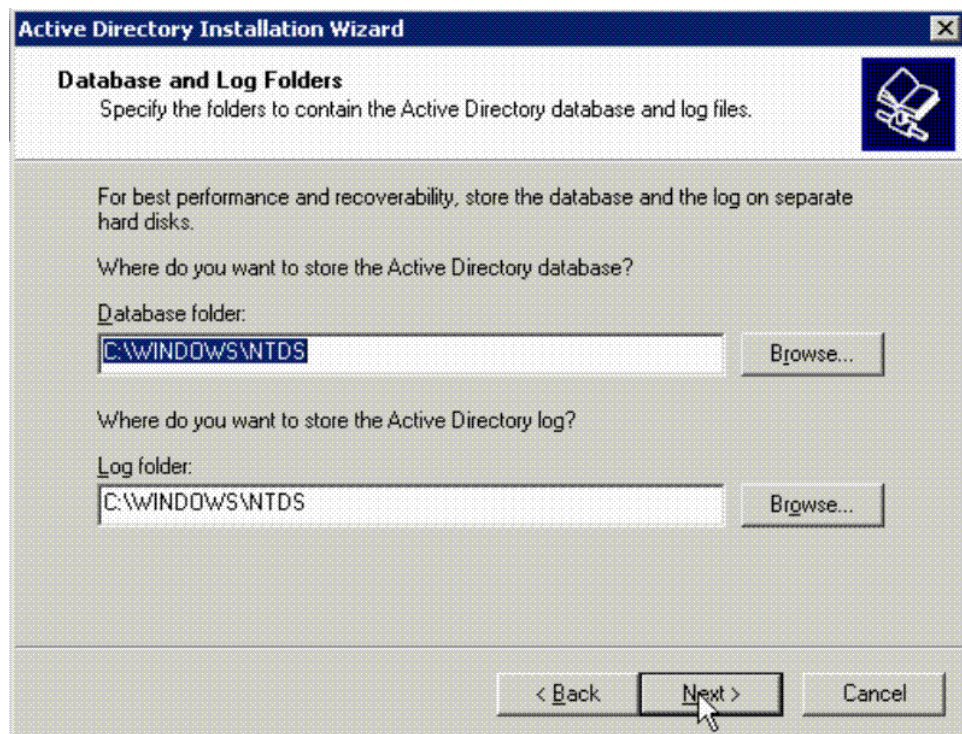 Active Directory Installation Wizard
Database and Log Folders
Specify the folders to contain the Active Directory database and log files.
For best performance and recoverability, store the database and the log on separate
hard disks.
Where do you want to store the Active Directory database?
Database folder:
C:\WINDOWS\NTDS
Browse...
Where do you want to store the Active Directory log?
Log folder:
C:\WINDOWS\NTDS
Browse...
< Back
Next >
Cancel